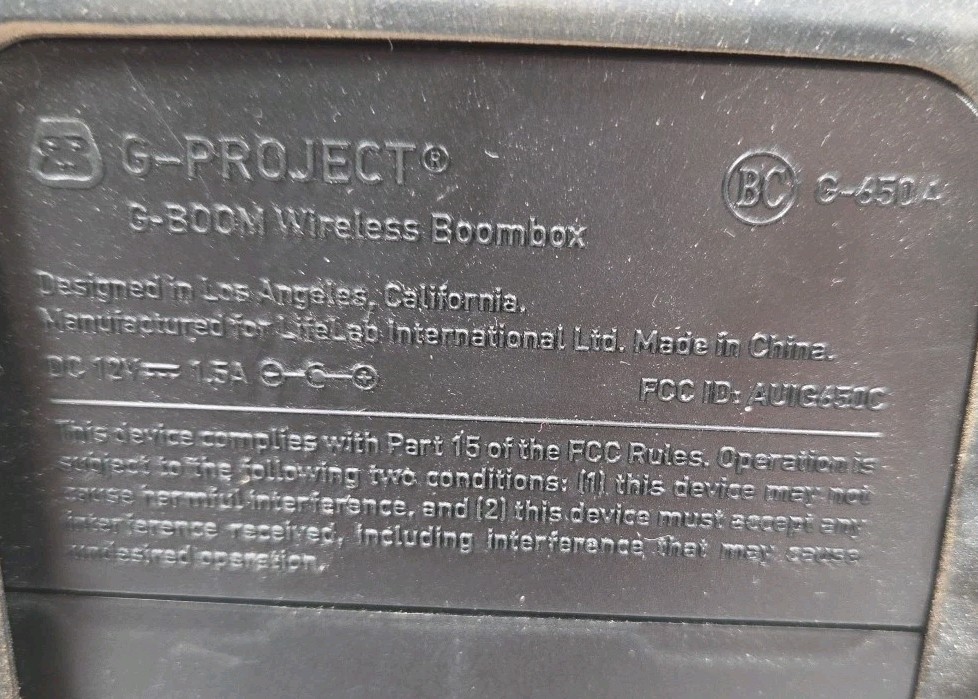 G-PROJECT®
BC G-650A
G-BOOM Wireless Boombox
Designed in Los Angeles, California.
Manufactured for LifeLab International Ltd. Made in China.
DC 12V⎓ 1.5A
FCC ID: AUIG650C
This device complies with Part 15 of the FCC Rules. Operation is
subject to the following two conditions: (1) this device may not
cause harmful interference, and (2) this device must accept any
interference received, including interference that may cause
undesired operation.